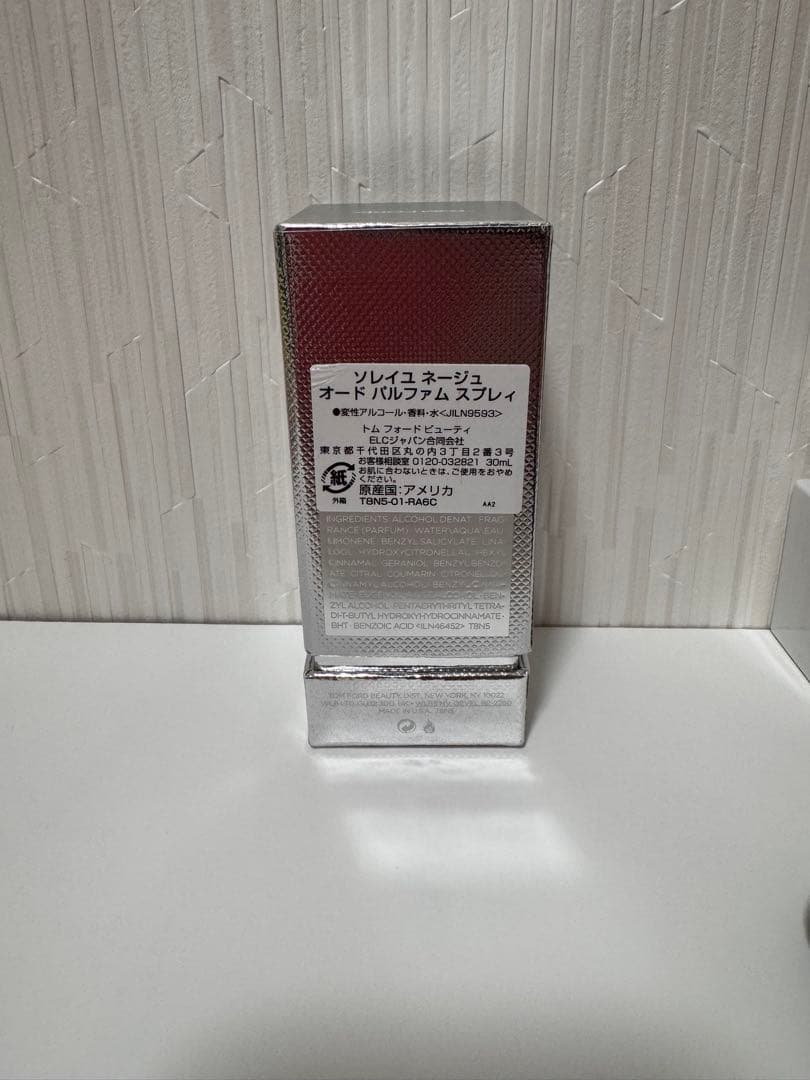 ソレイユ ネージュ
オード パルファム スプレィ
●変性アルコール・香料・水<JILN9593>
トム フォード ビューティ
ELCジャパン合同会社
東京都千代田区丸の内3丁目2番3号
お客様相談室 0120-032821 30mL
お肌に合わないときは、ご使用をおやめ
ください。
紙
原産国:アメリカ
外箱 T8N5-01-RA6C AA2
INGREDIENTS: ALCOHOL DENAT. · FRAG-
RANCE (PARFUM) · WATER\AQUA\EAU
LIMONENE · BENZYL SALICYLATE · LINA-
LOOL · HYDROXYCITRONELLAL · HEXYL
CINNAMAL · GERANIOL · BENZYL BENZO-
ATE · CITRAL · COUMARIN · CITRONELLOL
CINNAMYL ALCOHOL · BENZYL
BEN-
ZYL ALCOHOL · PENTAERYTHRITYL TETRA-
DI-T-BUTYL HYDROXYHYDROCINNAMATE ·
BHT · BENZOIC ACID <ILN46452> T8N5
TOM FORD BEAUTY, DIST. NEW YORK, NY 10022
MADE IN U.S.A. T8N5